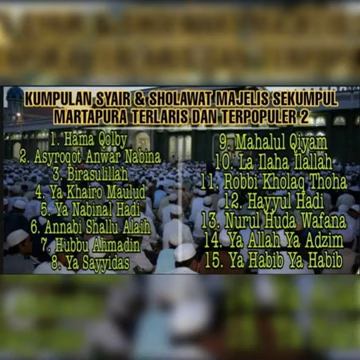 KUMPULAN SYAIR & SHOLAWAT MAJELIS SEKUMPUL
MARTAPURA TERLARIS DAN TERPOPULER 2
1. Hama Qolby
2. Asyroqot Anwar Nabina
3. Birasulillah
4. Ya Khairo Maulud
5. Ya Nabinal Hadi
6. Annabi Shallu Alaih
7. Hubbu Ahmadin
8. Ya Sayyidas
9. Mahalul Qiyam
10. La Ilaha Ilallah
11. Robbi Kholaq Thoha
12. Hayyul Hadi
13. Nurul Huda Wafana
14. Ya Allah Ya Adzim
15. Ya Habib Ya Habib